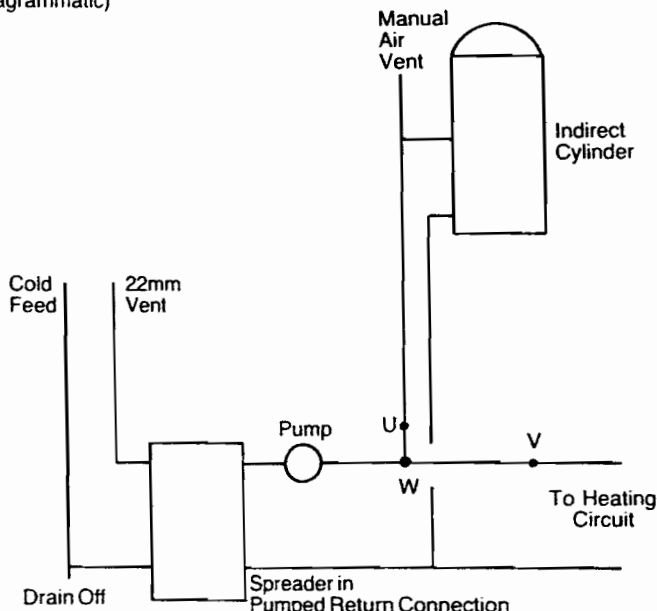 agrammatic)
Manual
Air
Vent
Indirect
Cylinder
Cold
Feed
22mm
Vent
Pump
U
V
W
To Heating
Circuit
Drain Off
Spreader in
Pumped Return Connection